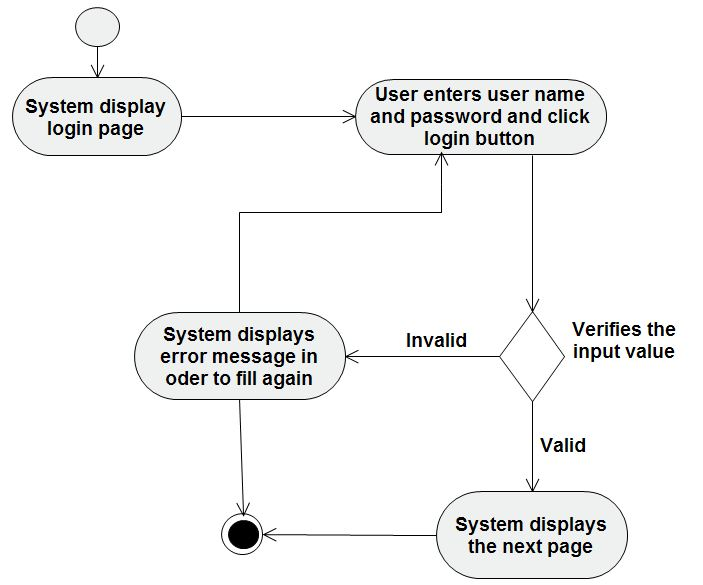 System display
login page
User enters user name
and password and click
login button
Verifies the
input value
Invalid
System displays
error message in
oder to fill again
Valid
System displays
the next page